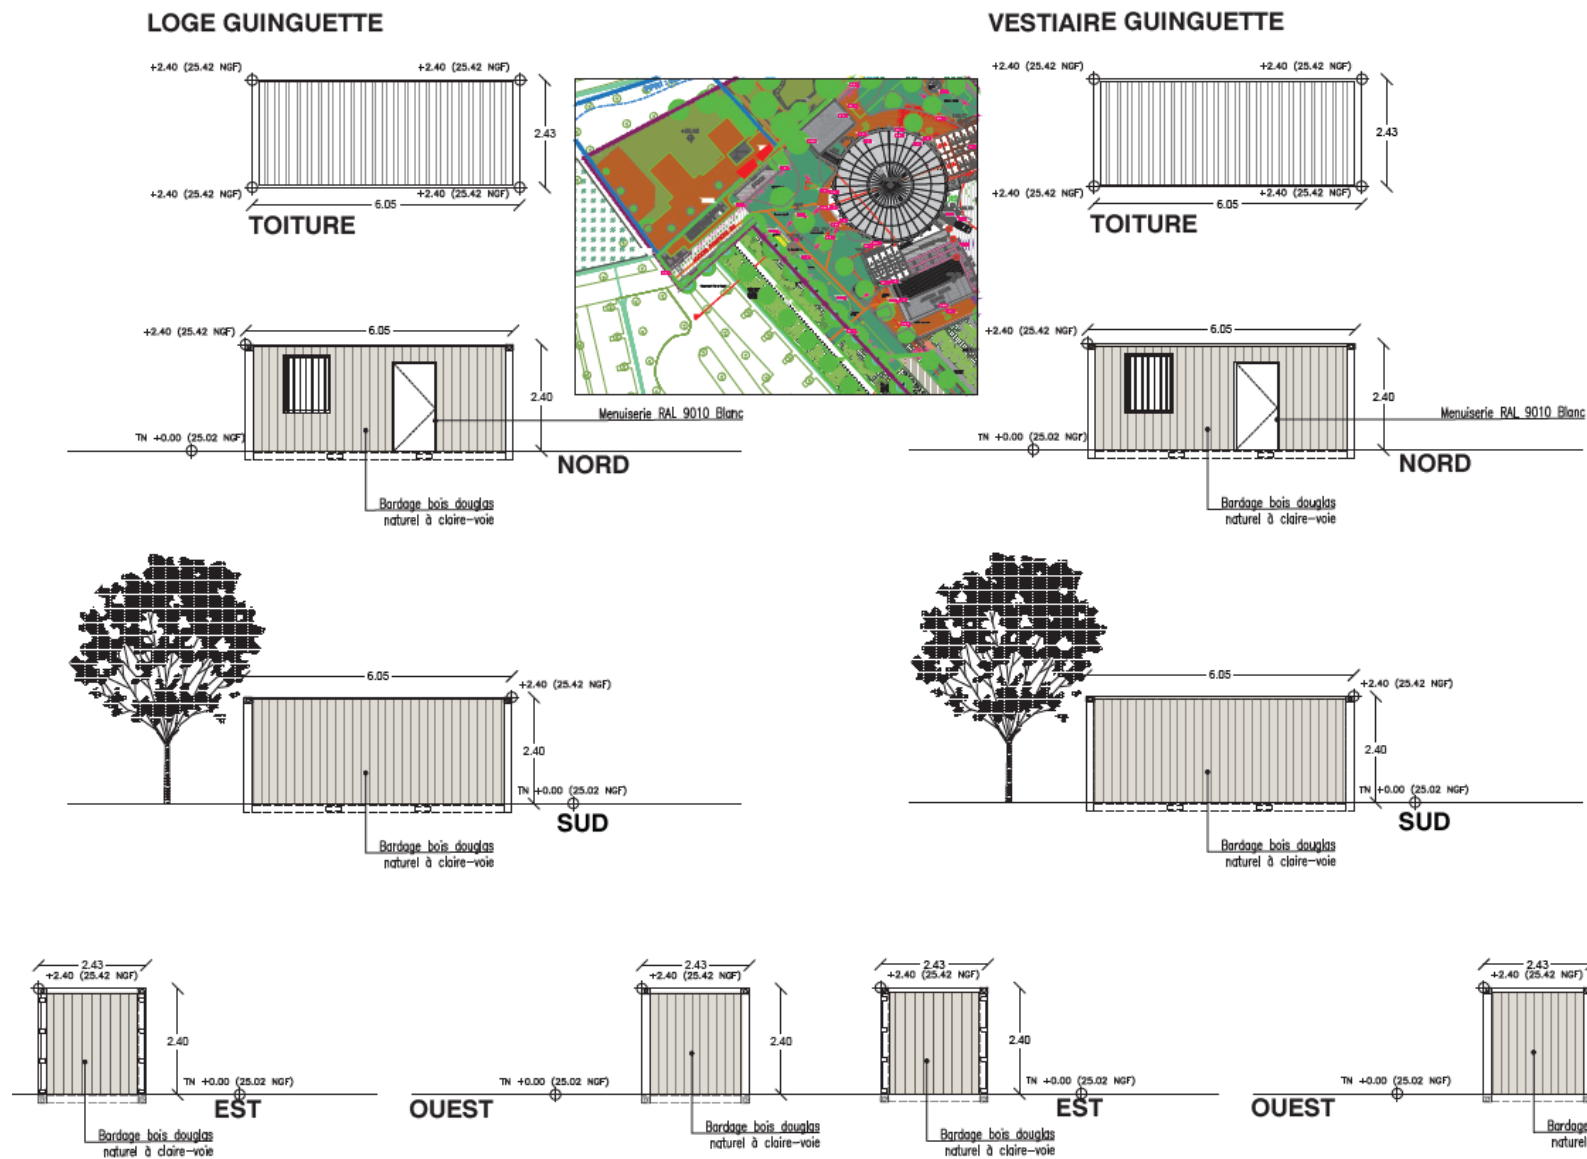 LOGE GUINGUETTE
VESTIAIRE GUINGUETTE
+2.40 (25.42 NGF)
+2.40 (25.42 NGF)
2.43
+2.40 (25.42 NGF)
+2.40 (25.42 NGF)
6.05
TOITURE
+2.40 (25.42 NGF)
+2.40 (25.42 NGF)
2.43
+2.40 (25.42 NGF)
+2.40 (25.42 NGF)
6.05
TOITURE
+2.40 (25.42 NGF)
6.05
2.40
Menuiserie RAL 9010 Blanc
TN +0.00 (25.02 NGF)
NORD
Bardage bois douglas
naturel à claire-voie
+2.40 (25.42 NGF)
6.05
2.40
Menuiserie RAL 9010 Blanc
TN +0.00 (25.02 NGF)
NORD
Bardage bois douglas
naturel à claire-voie
6.05
+2.40 (25.42 NGF)
2.40
TN +0.00 (25.02 NGF)
SUD
Bardage bois douglas
naturel à claire-voie
6.05
+2.40 (25.42 NGF)
2.40
TN +0.00 (25.02 NGF)
SUD
Bardage bois douglas
naturel à claire-voie
2.43
+2.40 (25.42 NGF)
2.40
TN +0.00 (25.02 NGF)
EST
Bardage bois douglas
naturel à claire-voie
2.43
+2.40 (25.42 NGF)
2.40
TN +0.00 (25.02 NGF)
OUEST
Bardage bois douglas
naturel à claire-voie
2.43
+2.40 (25.42 NGF)
2.40
TN +0.00 (25.02 NGF)
EST
Bardage bois douglas
naturel à claire-voie
2.43
+2.40 (25.42 NGF)
TN +0.00 (25.02 NGF)
OUEST
Bardage
naturel